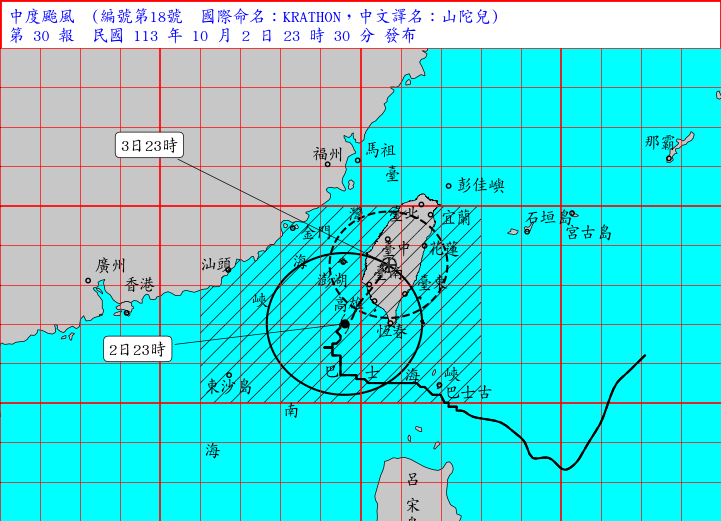 中度颱風 (編號第18號 國際命名：KRATHON，中文譯名：山陀兒)
第 30 報 民國 113 年 10 月 2 日 23 時 30 分 發布
3日23時
福州
馬祖
那霸
臺
彭佳嶼
灣
臺北
宜蘭
石垣島
宮古島
金門
臺中
花蓮
海
汕頭
廣州
香港
澎湖
臺南
臺東
峽
高雄
恆春
2日23時
巴 士 海 峽
東沙島
巴士古
南
海
呂
宋
島